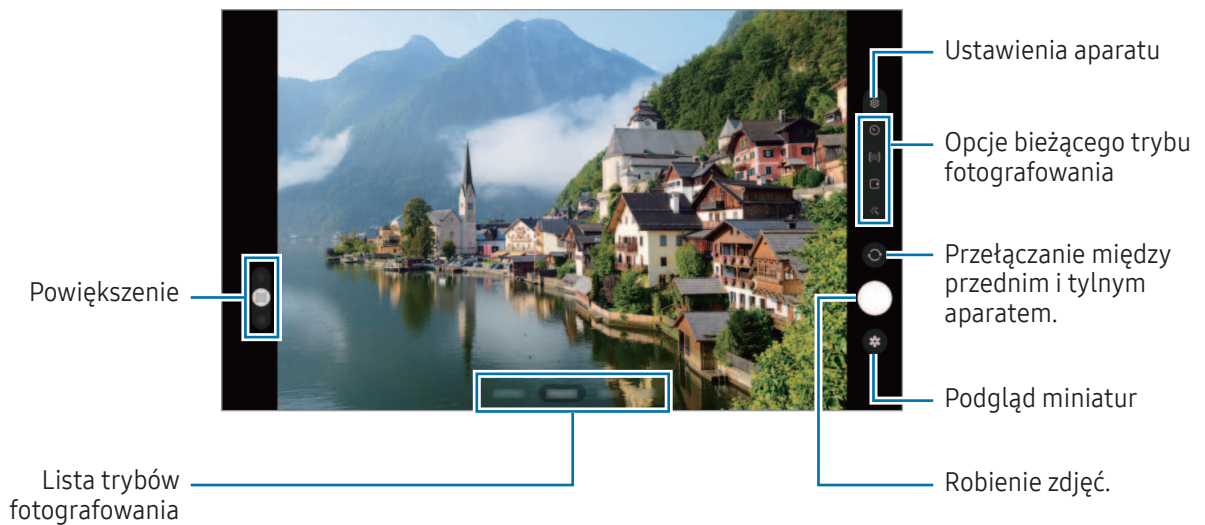 Ustawienia aparatu
Opcje bieżącego trybu
fotografowania
Przełączanie między
przednim i tylnym
aparatem.
Powiększenie
Podgląd miniatur
Lista trybów
fotografowania
Robienie zdjęć.